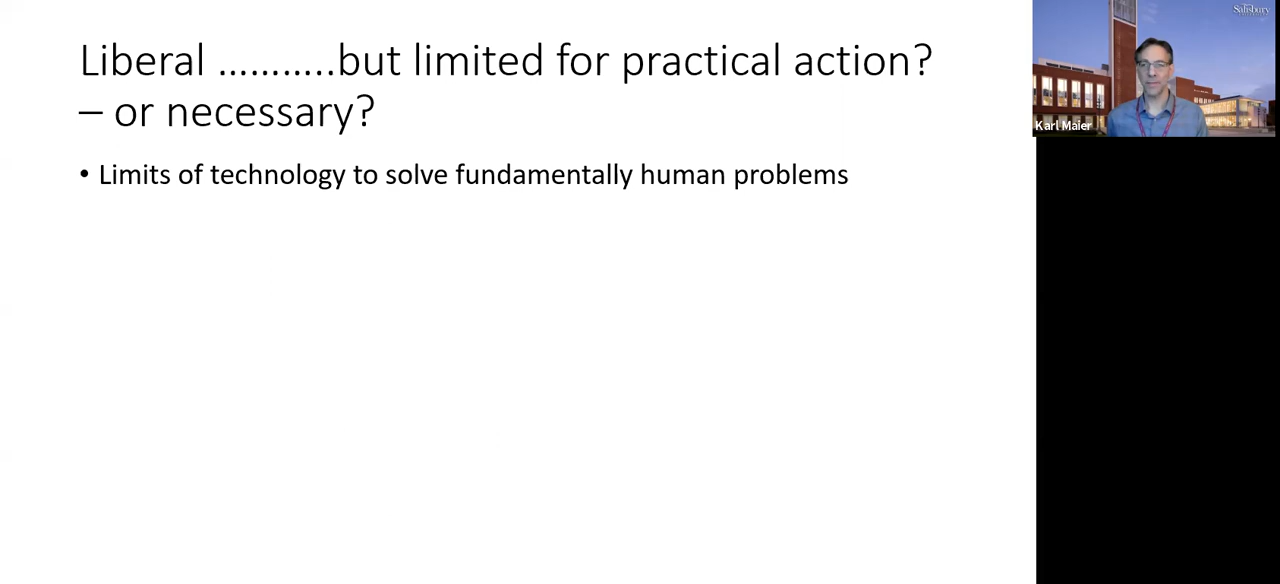 Liberal ………..but limited for practical action?
– or necessary?
• Limits of technology to solve fundamentally human problems
Salisbury
Karl Maier